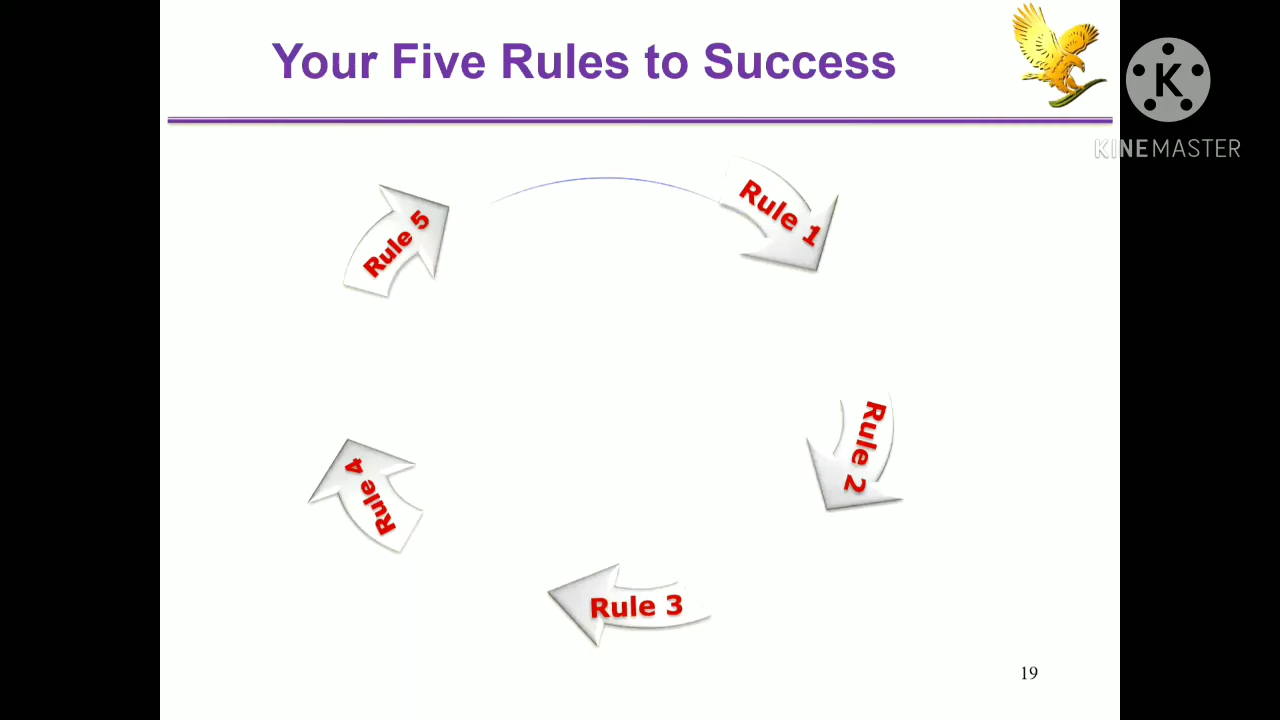 Your Five Rules to Success
K
KINEMASTER
Rule 1
Rule 5
Rule 2
Rule 4
Rule 3
19